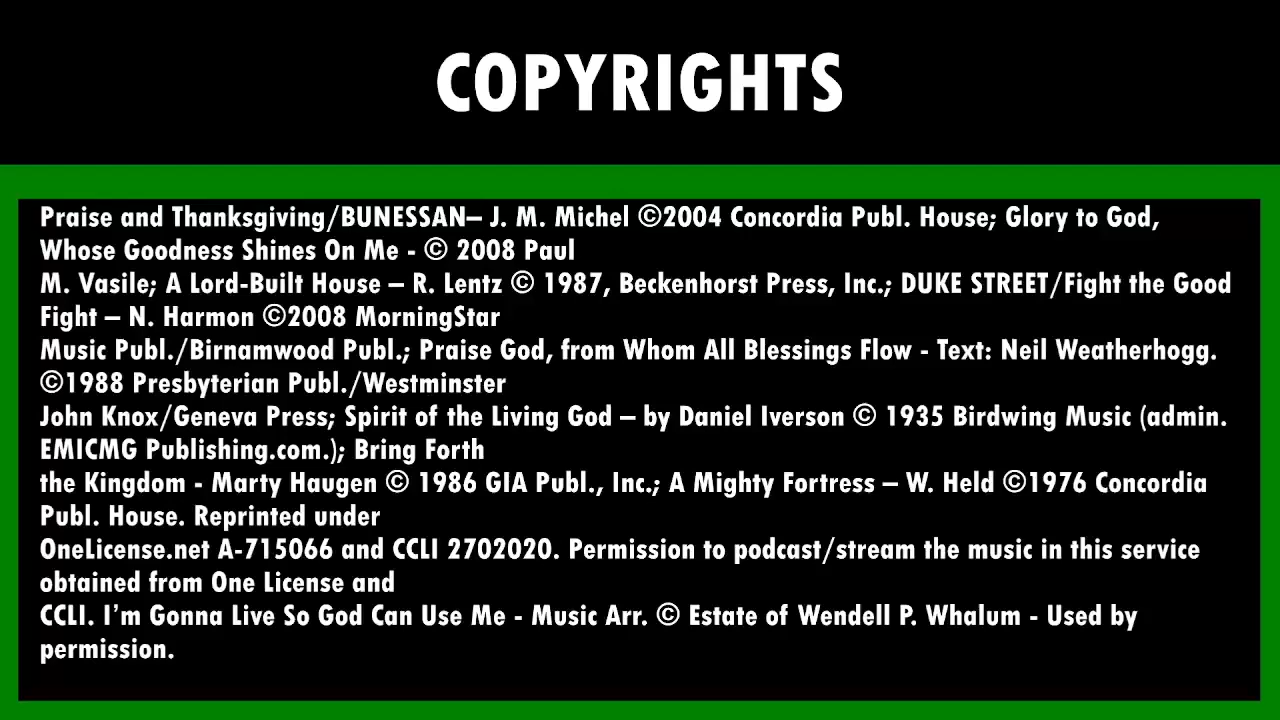 COPYRIGHTS
Praise and Thanksgiving/BUNESSAN– J. M. Michel ©2004 Concordia Publ. House; Glory to God,
Whose Goodness Shines On Me - © 2008 Paul
M. Vasile; A Lord-Built House – R. Lentz © 1987, Beckenhorst Press, Inc.; DUKE STREET/Fight the Good
Fight – N. Harmon ©2008 MorningStar
Music Publ./Birnamwood Publ.; Praise God, from Whom All Blessings Flow - Text: Neil Weatherhogg.
©1988 Presbyterian Publ./Westminster
John Knox/Geneva Press; Spirit of the Living God – by Daniel Iverson © 1935 Birdwing Music (admin.
EMICMG Publishing.com.); Bring Forth
the Kingdom - Marty Haugen © 1986 GIA Publ., Inc.; A Mighty Fortress – W. Held ©1976 Concordia
Publ. House. Reprinted under
OneLicense.net A-715066 and CCLI 2702020. Permission to podcast/stream the music in this service
obtained from One License and
CCLI. I’m Gonna Live So God Can Use Me - Music Arr. © Estate of Wendell P. Whalum - Used by
permission.